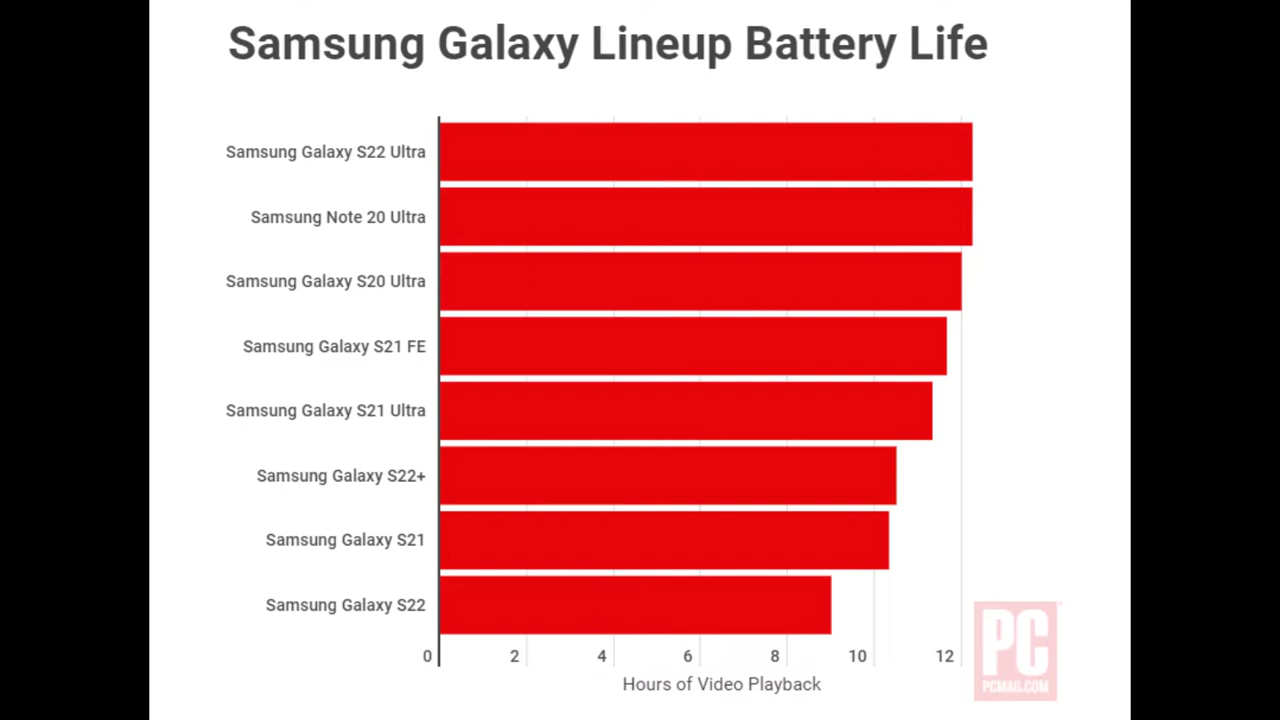 Samsung Galaxy Lineup Battery Life
Samsung Galaxy S22 Ultra
Samsung Note 20 Ultra
Samsung Galaxy S20 Ultra
Samsung Galaxy S21 FE
Samsung Galaxy S21 Ultra
Samsung Galaxy S22+
Samsung Galaxy S21
Samsung Galaxy S22
0 2 4 6 8 10 12
Hours of Video Playback
PC
PCMAG.COM